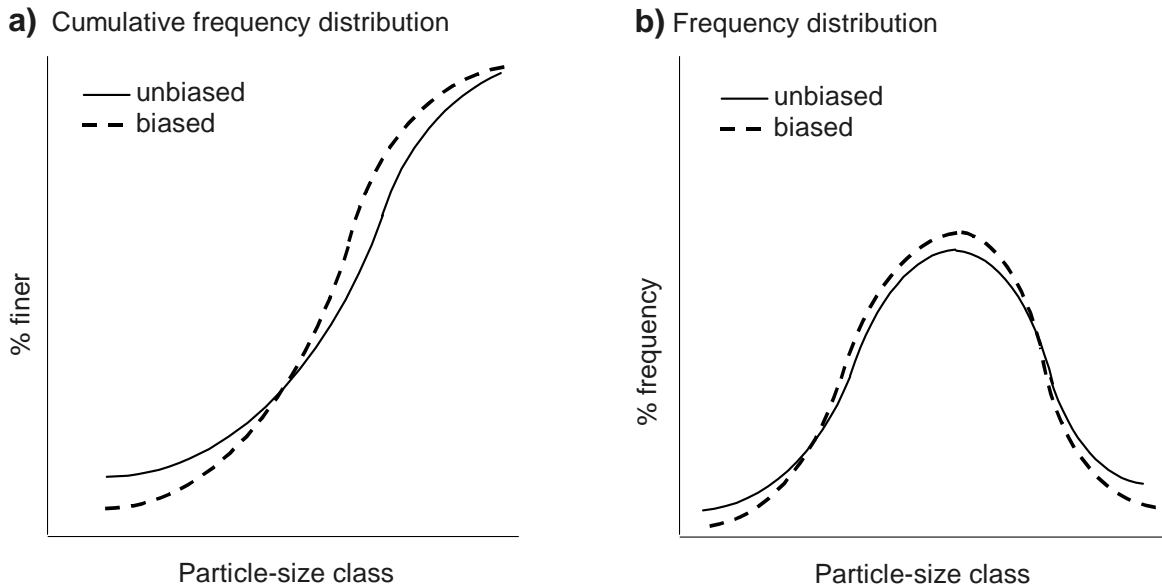 a) Cumulative frequency distribution
unbiased
biased
% finer
Particle-size class
b) Frequency distribution
unbiased
biased
% frequency
Particle-size class